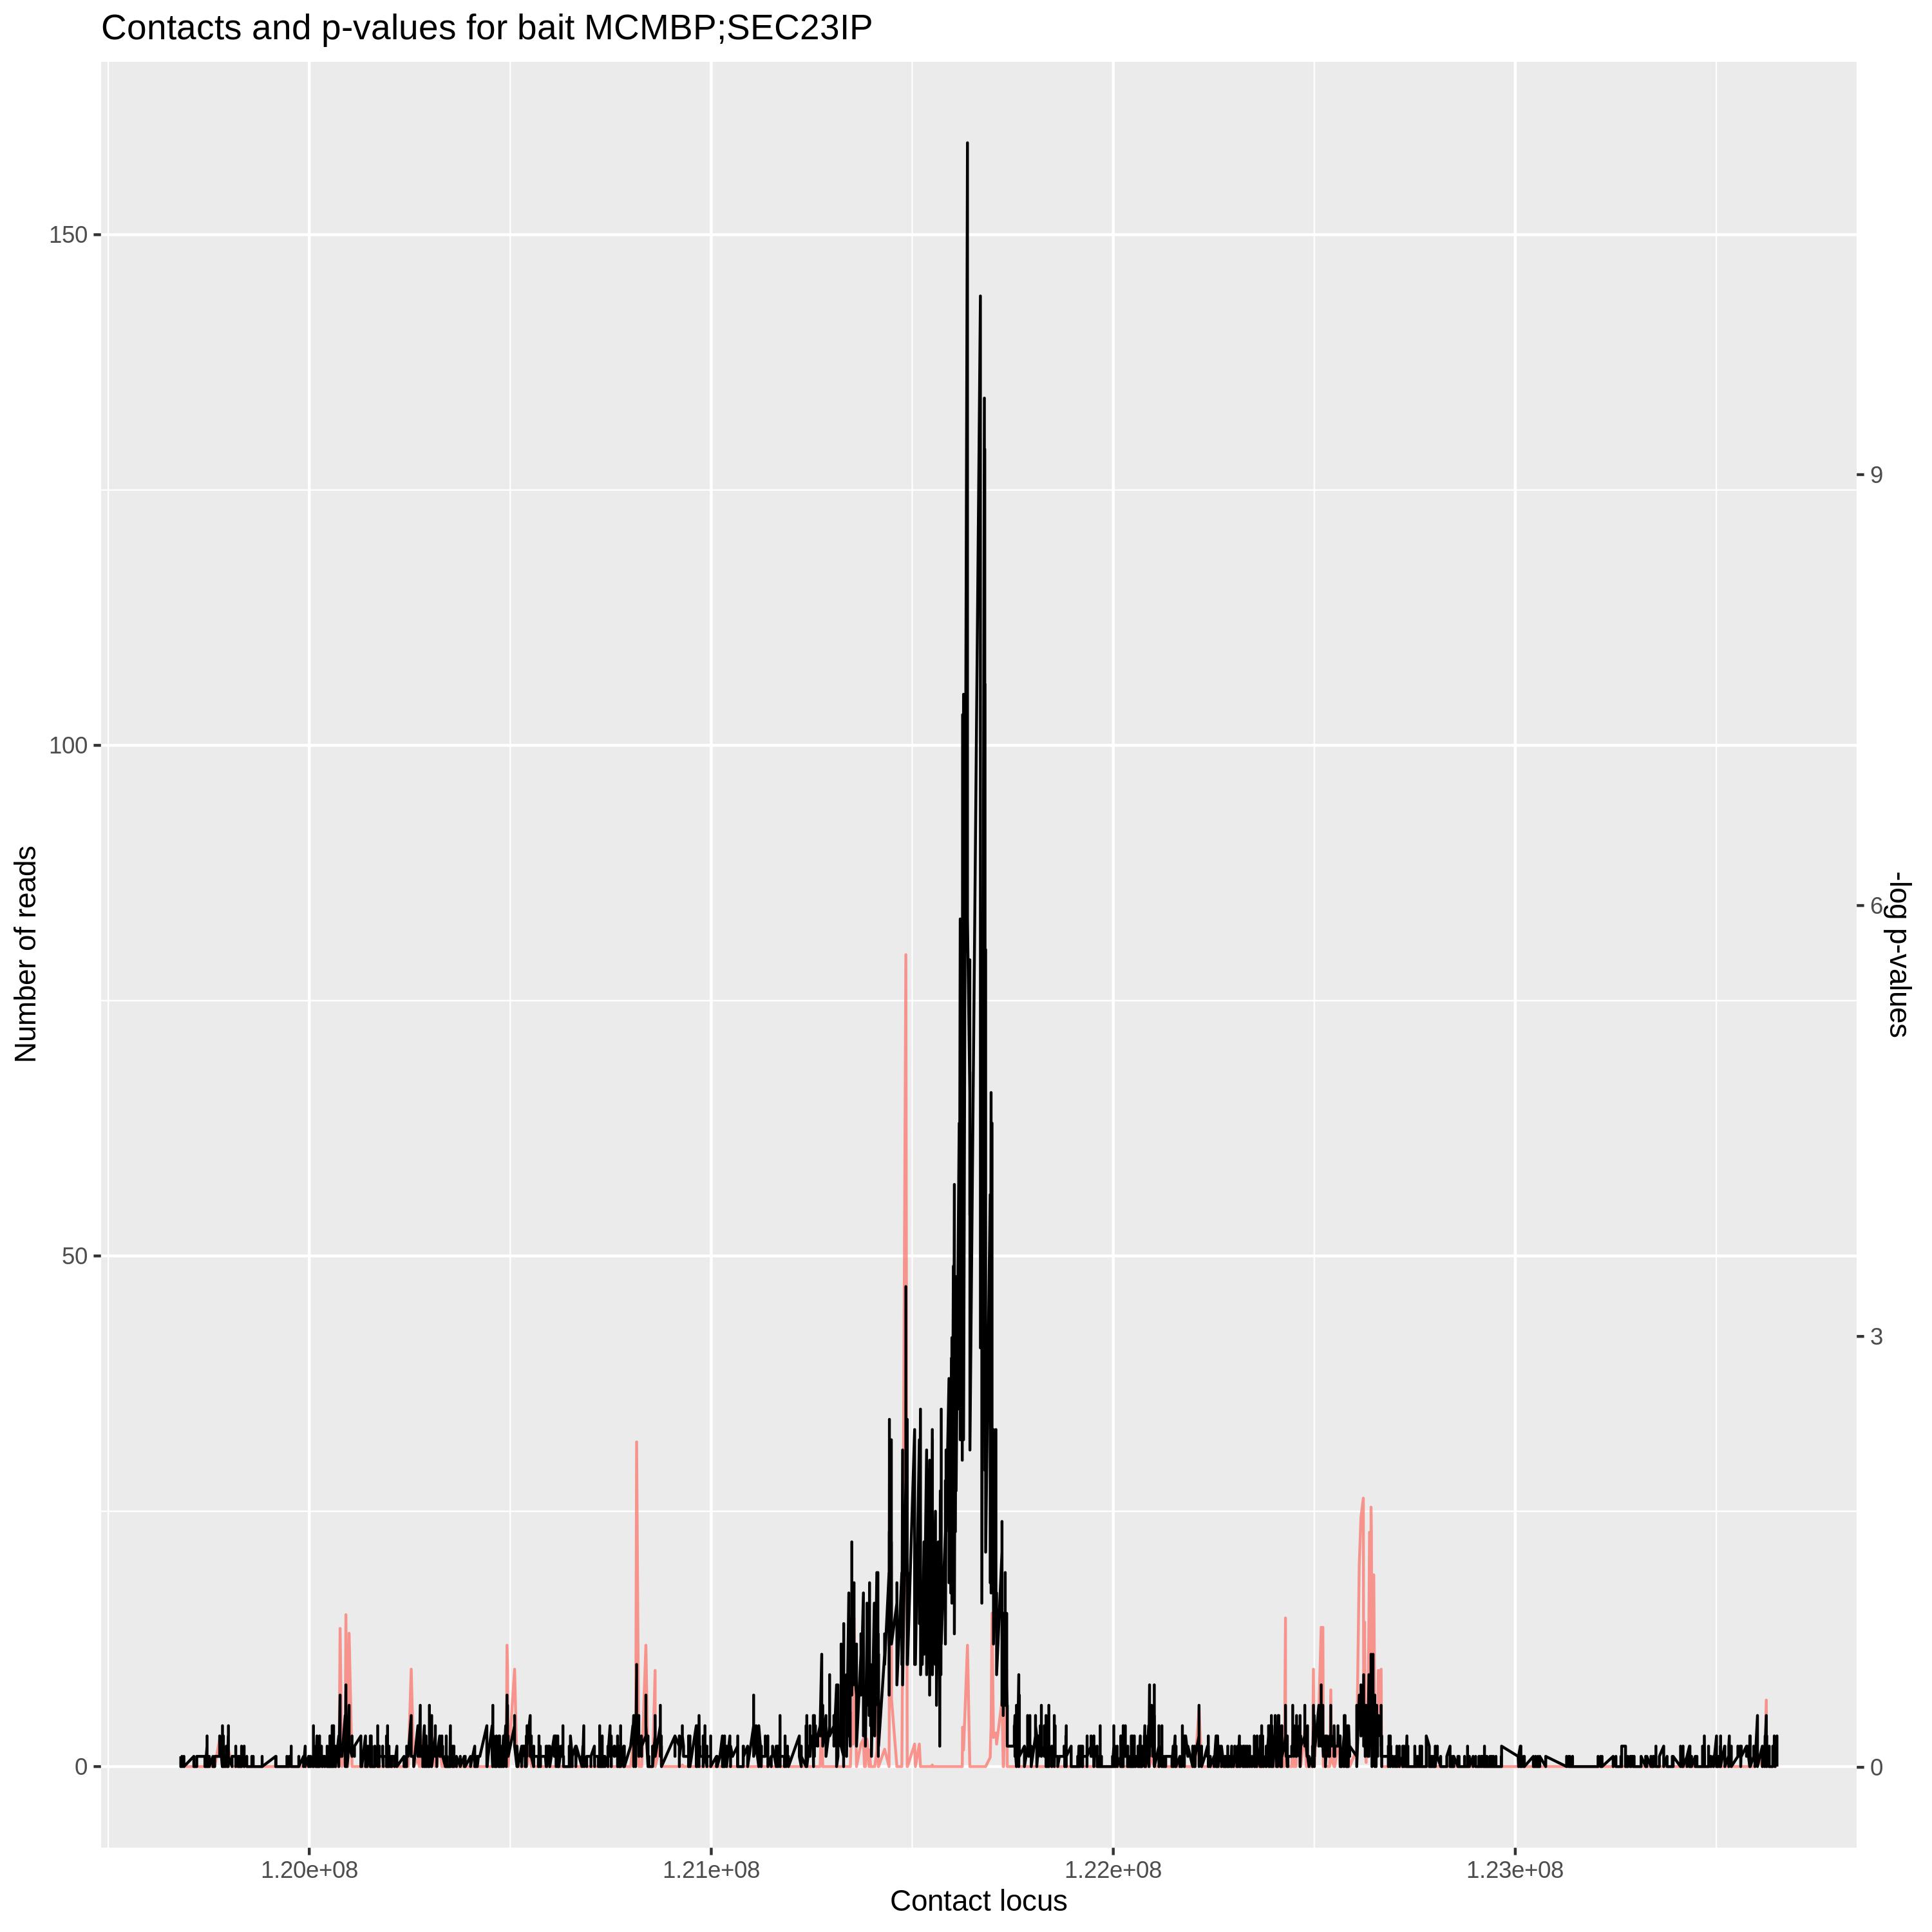 Contacts and p-values for bait MCMBP;SEC23IP
150
100
50
0
Number of reads
9
6
3
0
-log p-values
1.20e+08
1.21e+08
1.22e+08
1.23e+08
Contact locus